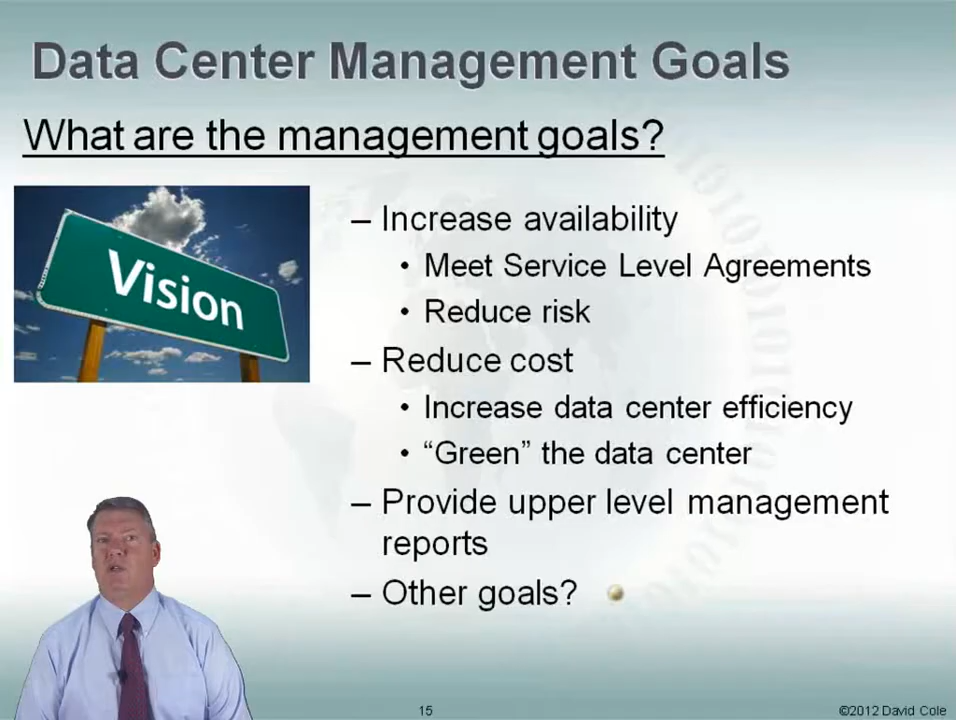 Data Center Management Goals
What are the management goals?
Vision
– Increase availability
• Meet Service Level Agreements
• Reduce risk
– Reduce cost
• Increase data center efficiency
• “Green” the data center
– Provide upper level management
reports
– Other goals?
15
©2012 David Cole